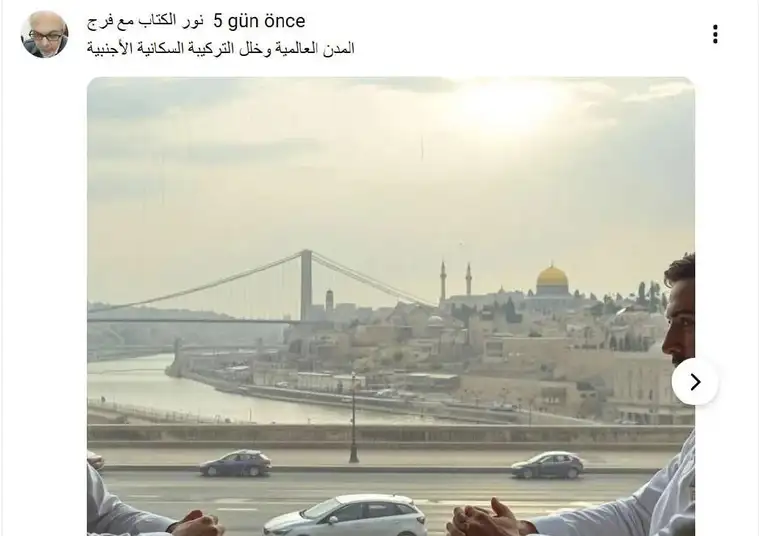 نور الكتاب مع فرج 5 gün önce
المدن العالمية وخلل التركيبة السكانية الأجنبية